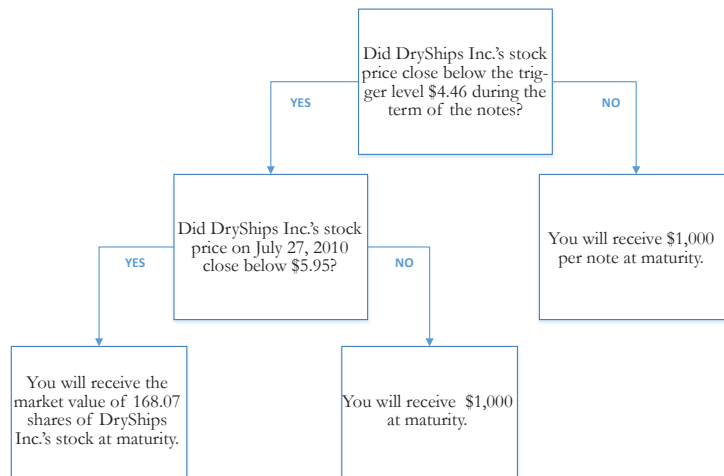 Did DryShips Inc.'s stock
price close below the trig-
ger level $4.46 during the
term of the notes?
YES
NO
Did DryShips Inc.'s stock
price on July 27, 2010
close below $5.95?
You will receive $1,000
per note at maturity.
YES
NO
You will receive the
market value of 168.07
shares of DryShips
Inc.'s stock at maturity.
You will receive $1,000
at maturity.